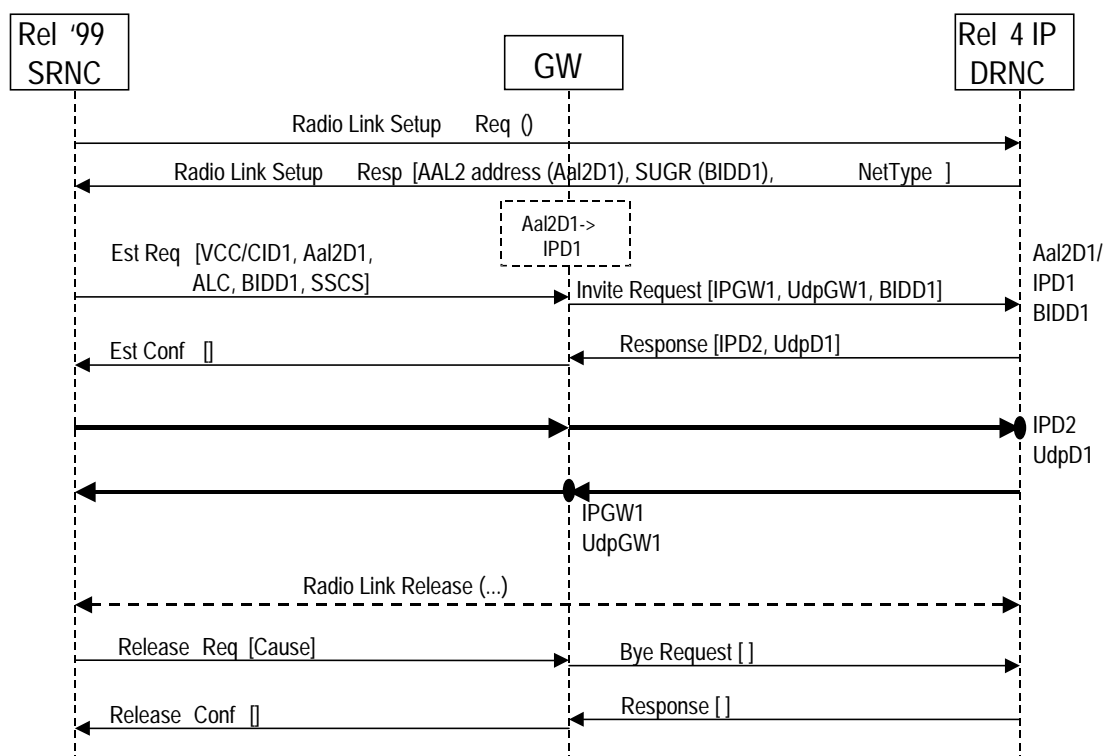 Rel '99
SRNC
GW
Rel 4 IP
DRNC
Radio Link Setup Req ()
Radio Link Setup Resp [AAL2 address (Aal2D1), SUGR (BIDD1), NetType ]
Aal2D1->
IPD1
Est Req [VCC/CID1, Aal2D1,
ALC, BIDD1, SSCS]
Invite Request [IPGW1, UdpGW1, BIDD1]
Aal2D1/
IPD1
BIDD1
Est Conf []
Response [IPD2, UdpD1]
IPD2
UdpD1
IPGW1
UdpGW1
Radio Link Release (...)
Release Req [Cause]
Bye Request [ ]
Release Conf []
Response [ ]